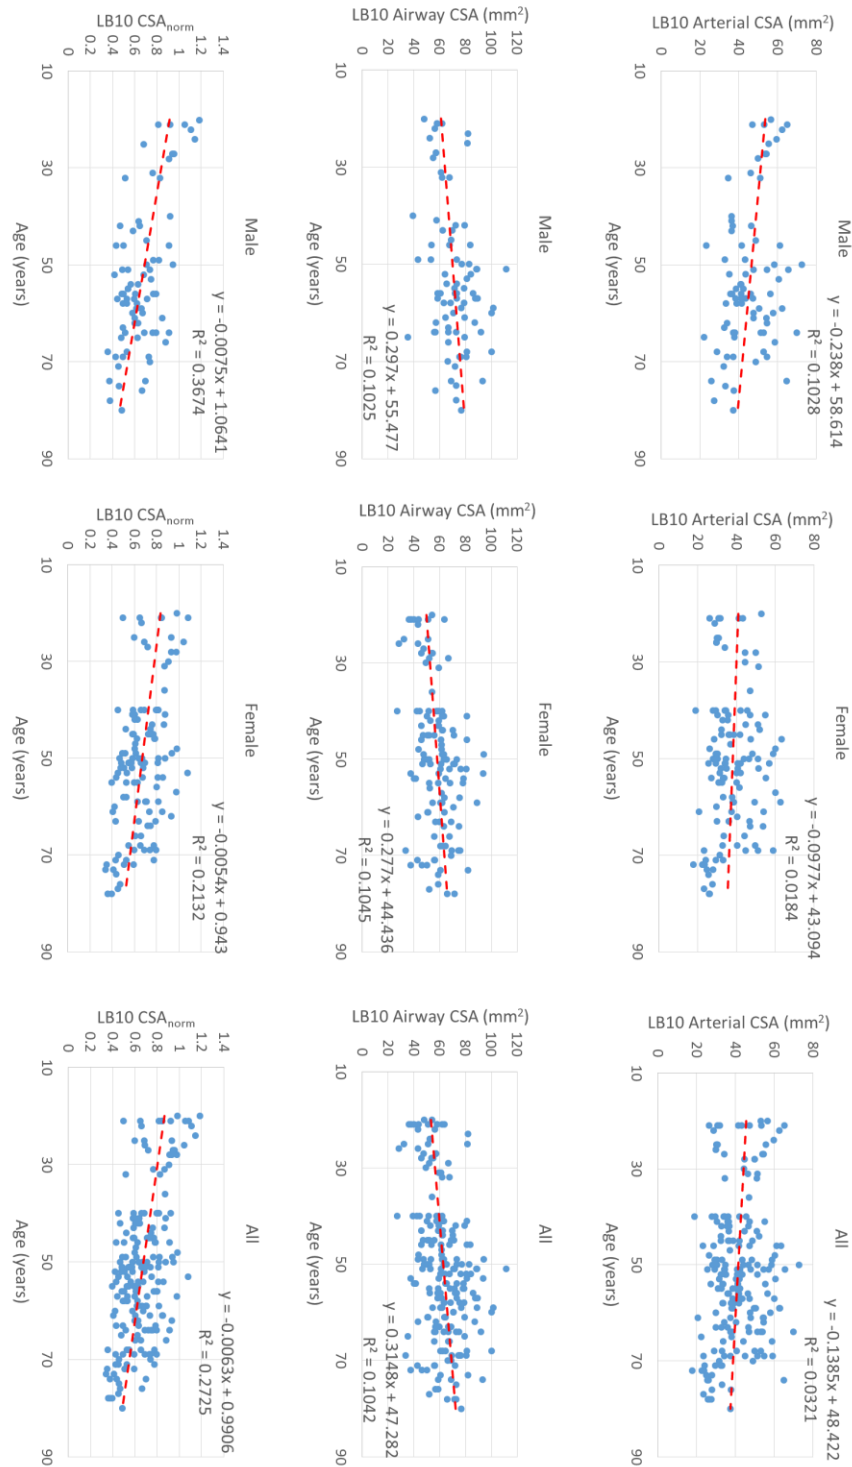 Male
y = -0.238x + 58.614
R² = 0.1028
LB10 Arterial CSA (mm²)
80
60
40
20
0
10 30 50 70 90
Age (years)
Female
y = -0.0977x + 43.094
R² = 0.0184
LB10 Arterial CSA (mm²)
80
60
40
20
0
10 30 50 70 90
Age (years)
All
y = -0.1385x + 48.422
R² = 0.0321
LB10 Arterial CSA (mm²)
80
60
40
20
0
10 30 50 70 90
Age (years)
Male
y = 0.297x + 55.477
R² = 0.1025
LB10 Airway CSA (mm²)
120
100
80
60
40
20
0
10 30 50 70 90
Age (years)
Female
y = 0.277x + 44.436
R² = 0.1045
LB10 Airway CSA (mm²)
120
100
80
60
40
20
0
10 30 50 70 90
Age (years)
All
y = 0.3148x + 47.282
R² = 0.1042
LB10 Airway CSA (mm²)
120
100
80
60
40
20
0
10 30 50 70 90
Age (years)
Male
y = -0.0075x + 1.0641
R² = 0.3674
LB10 CSAnorm
1.4
1.2
1
0.8
0.6
0.4
0.2
0
10 30 50 70 90
Age (years)
Female
y = -0.0054x + 0.943
R² = 0.2132
LB10 CSAnorm
1.4
1.2
1
0.8
0.6
0.4
0.2
0
10 30 50 70 90
Age (years)
All
y = -0.0063x + 0.9906
R² = 0.2725
LB10 CSAnorm
1.4
1.2
1
0.8
0.6
0.4
0.2
0
10 30 50 70 90
Age (years)